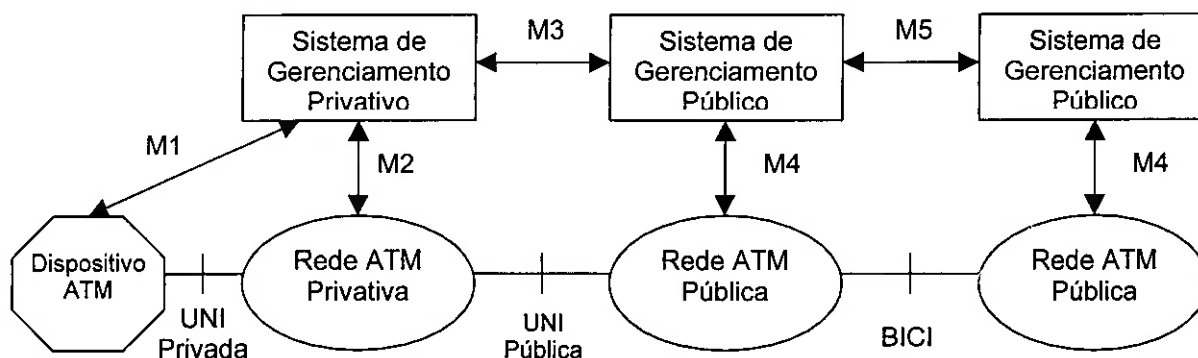 Sistema de
Gerenciamento
Privativo
M3
Sistema de
Gerenciamento
Público
M5
Sistema de
Gerenciamento
Público
M1
M2
M4
M4
Dispositivo
ATM
Rede ATM
Privativa
Rede ATM
Pública
Rede ATM
Pública
UNI
Privada
UNI
Pública
BICI